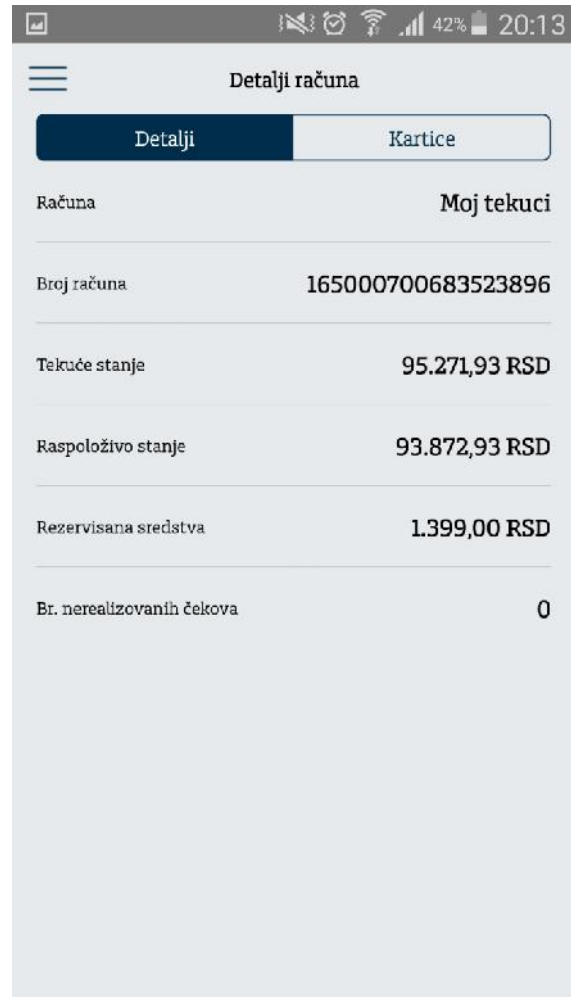 42% 20:13
Detalji računa
Detalji Kartice
Računa Moj tekuci
Broj računa 165000700683523896
Tekuće stanje 95.271,93 RSD
Raspoloživo stanje 93.872,93 RSD
Rezervisana sredstva 1.399,00 RSD
Br. nerealizovanih čekova 0